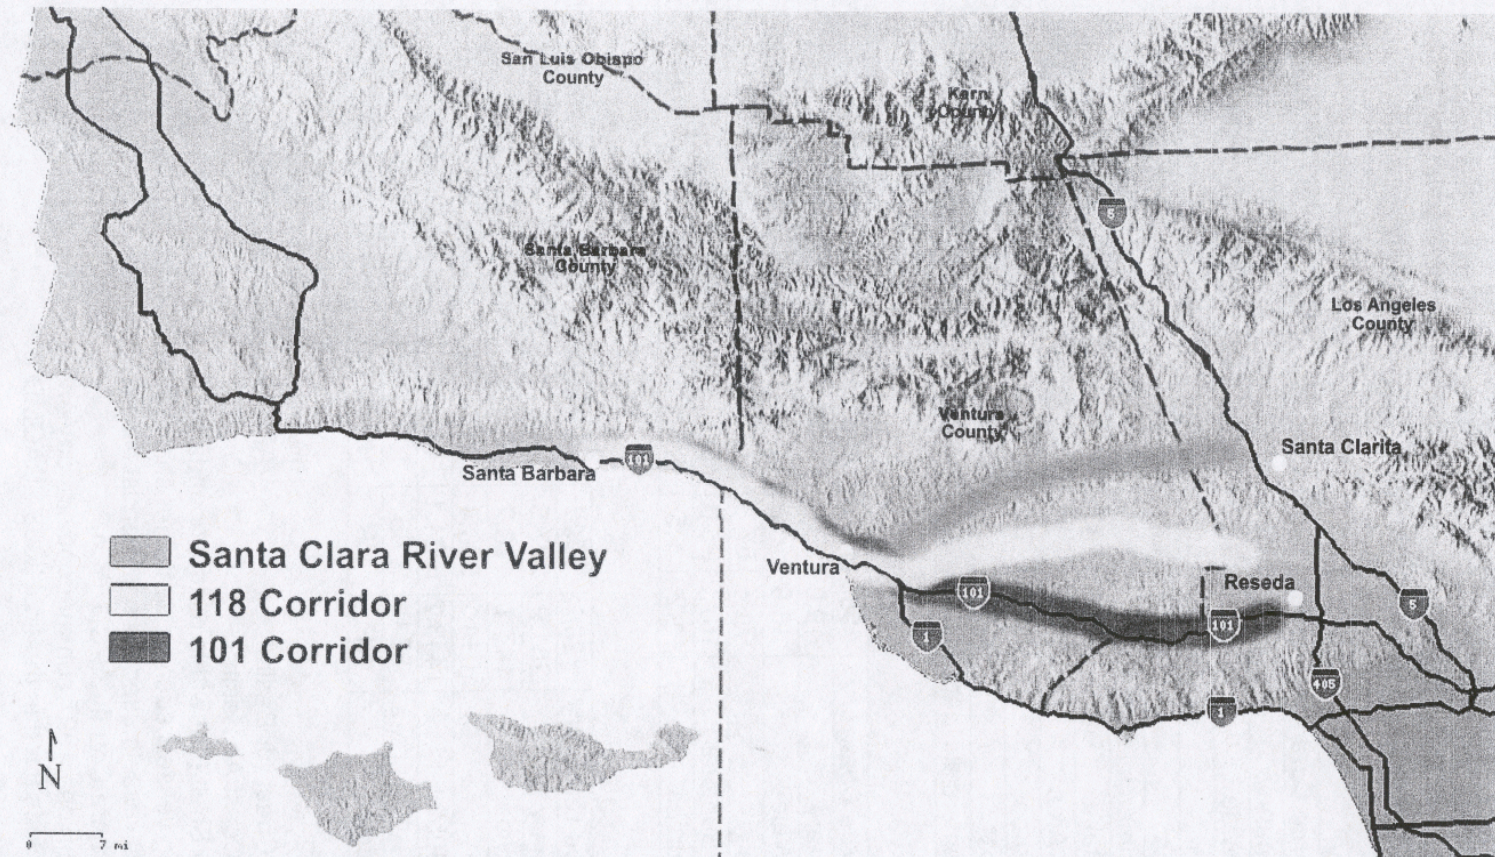 San Luis Obispo
County
Kern
County
5
Santa Barbara
County
Los Angeles
County
Ventura
County
Santa Clarita
101
Santa Barbara
Santa Clara River Valley
118 Corridor
101 Corridor
Ventura
101
Reseda
101
5
1
405
1
N
0 7 mi